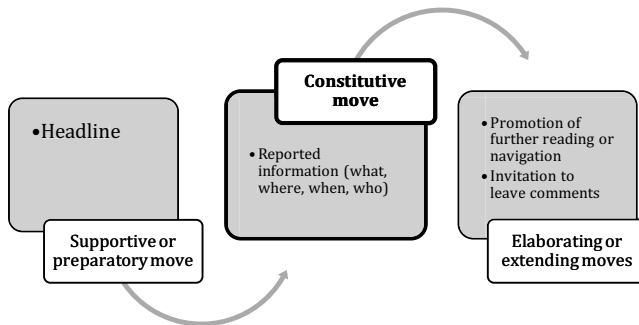 •Headline
Supportive or
preparatory move
Constitutive
move
• Reported
information (what,
where, when, who)
• Promotion of
further reading or
navigation
• Invitation to
leave comments
Elaborating or
extending moves